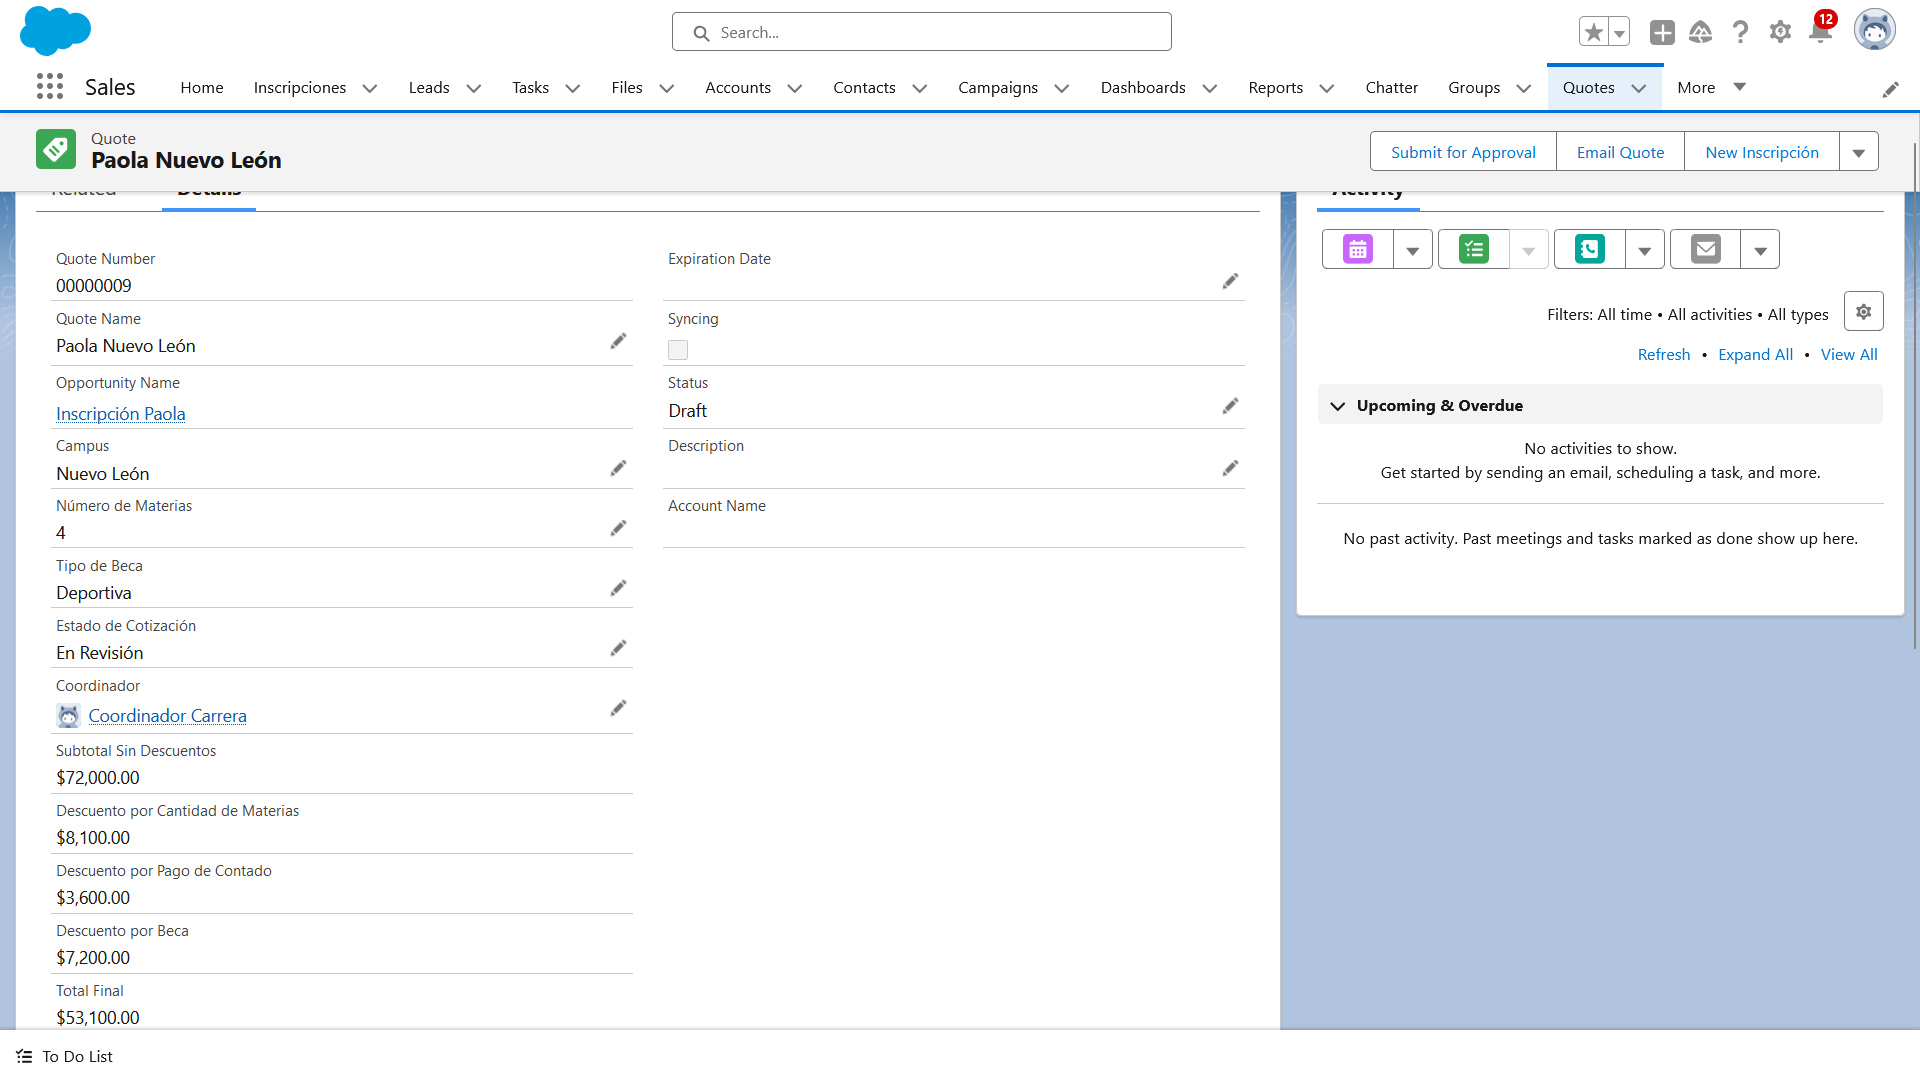 Search...
12
Sales
Home
Inscripciones
Leads
Tasks
Files
Accounts
Contacts
Campaigns
Dashboards
Reports
Chatter
Groups
Quotes
More
Quote
Paola Nuevo León
Submit for Approval
Email Quote
New Inscripción
Related
Details
Quote Number
00000009
Quote Name
Paola Nuevo León
Opportunity Name
Inscripción Paola
Campus
Nuevo León
Número de Materias
4
Tipo de Beca
Deportiva
Estado de Cotización
En Revisión
Coordinador
Coordinador Carrera
Subtotal Sin Descuentos
$72,000.00
Descuento por Cantidad de Materias
$8,100.00
Descuento por Pago de Contado
$3,600.00
Descuento por Beca
$7,200.00
Total Final
$53,100.00
Expiration Date
Syncing
Status
Draft
Description
Account Name
Activity
Filters: All time • All activities • All types
Refresh • Expand All • View All
Upcoming & Overdue
No activities to show.
Get started by sending an email, scheduling a task, and more.
No past activity. Past meetings and tasks marked as done show up here.
To Do List